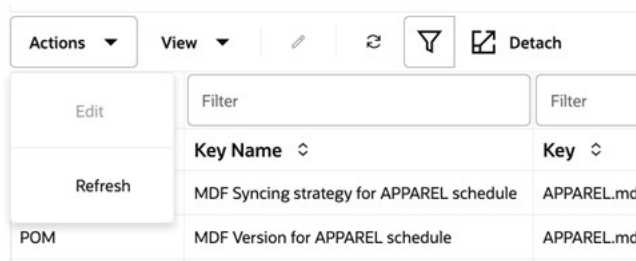 Actions View Detach
Edit
Filter Filter
Key Name Key
Refresh
MDF Syncing strategy for APPAREL schedule APPAREL.md
POM MDF Version for APPAREL schedule APPAREL.md